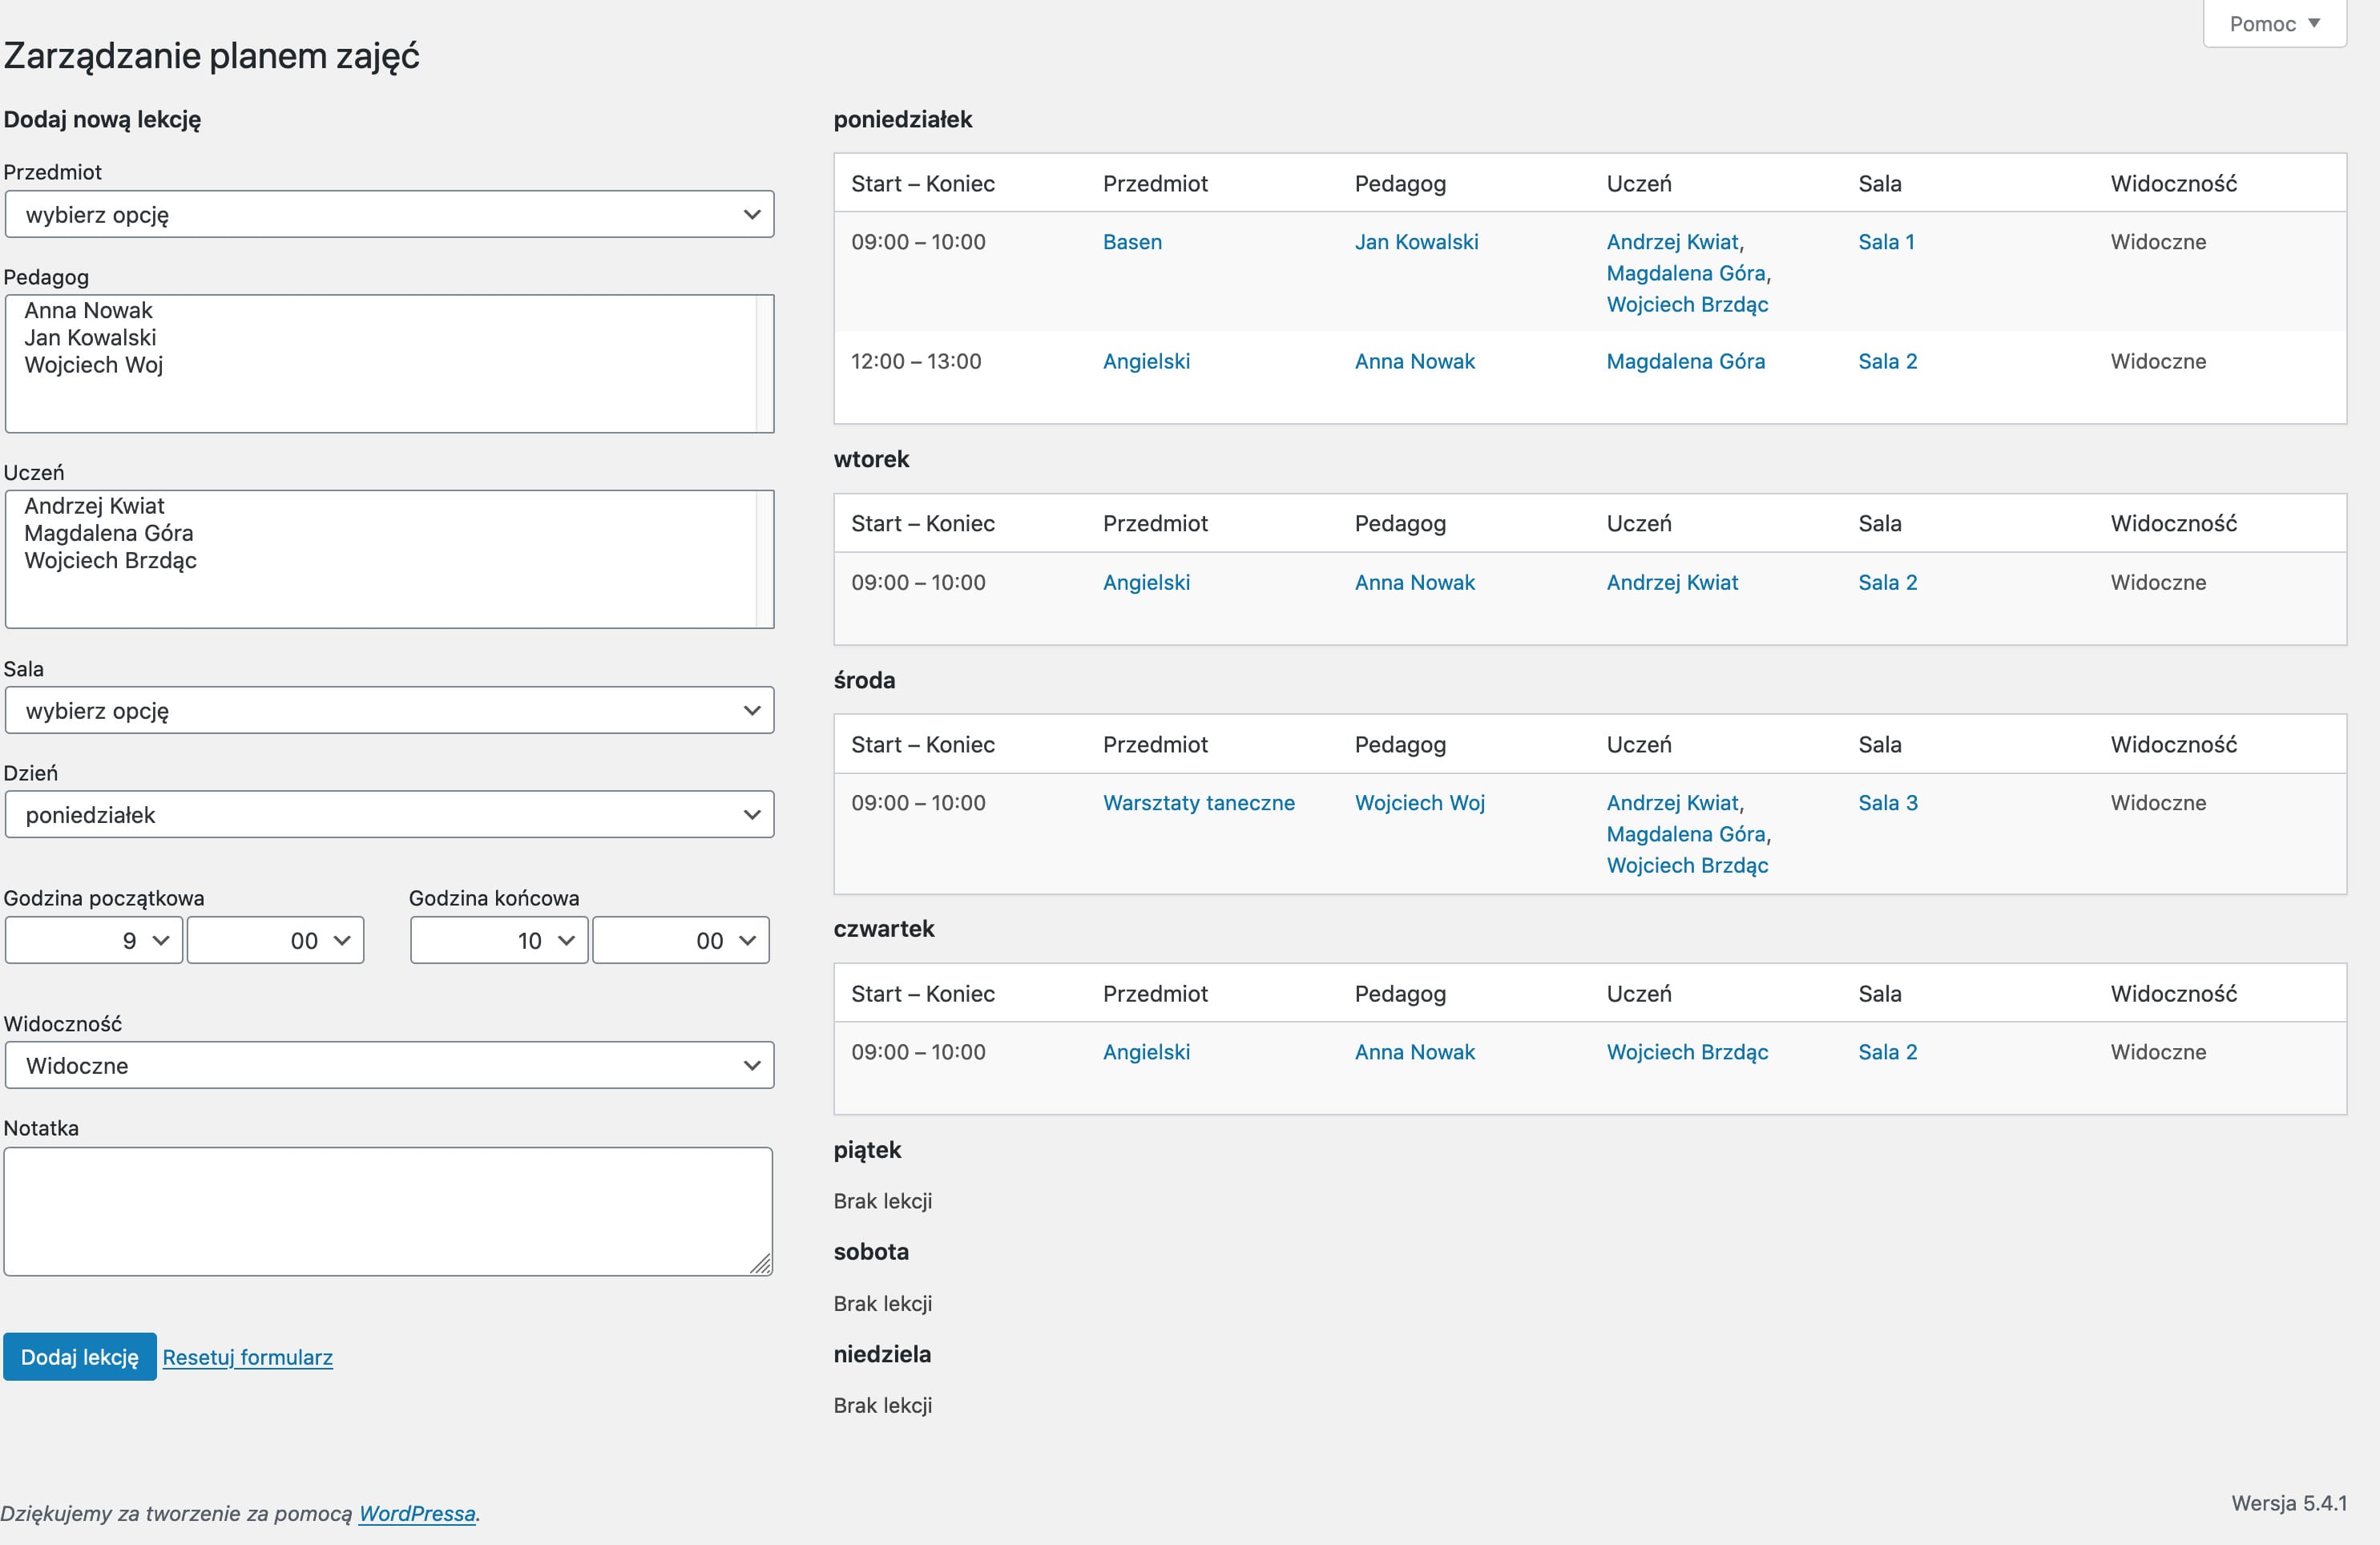 Pomoc
Zarządzanie planem zajęć
Dodaj nową lekcję
Przedmiot
wybierz opcję
Pedagog
Anna Nowak
Jan Kowalski
Wojciech Woj
Uczeń
Andrzej Kwiat
Magdalena Góra
Wojciech Brzdąc
Sala
wybierz opcję
Dzień
poniedziałek
Godzina początkowa Godzina końcowa
9 00 10 00
Widoczność
Widoczne
Notatka
Dodaj lekcję Resetuj formularz
poniedziałek
Start – Koniec Przedmiot Pedagog Uczeń Sala Widoczność
09:00 – 10:00 Basen Jan Kowalski Andrzej Kwiat, Sala 1 Widoczne
Magdalena Góra,
Wojciech Brzdąc
12:00 – 13:00 Angielski Anna Nowak Magdalena Góra Sala 2 Widoczne
wtorek
Start – Koniec Przedmiot Pedagog Uczeń Sala Widoczność
09:00 – 10:00 Angielski Anna Nowak Andrzej Kwiat Sala 2 Widoczne
środa
Start – Koniec Przedmiot Pedagog Uczeń Sala Widoczność
09:00 – 10:00 Warsztaty taneczne Wojciech Woj Andrzej Kwiat, Sala 3 Widoczne
Magdalena Góra,
Wojciech Brzdąc
czwartek
Start – Koniec Przedmiot Pedagog Uczeń Sala Widoczność
09:00 – 10:00 Angielski Anna Nowak Wojciech Brzdąc Sala 2 Widoczne
piątek
Brak lekcji
sobota
Brak lekcji
niedziela
Brak lekcji
Dziękujemy za tworzenie za pomocą WordPressa.
Wersja 5.4.1